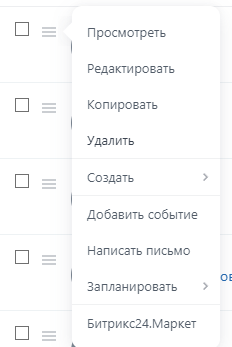 Просмотреть
Редактировать
Копировать
Удалить
Создать
Добавить событие
Написать письмо
Запланировать
Битрикс24.Маркет